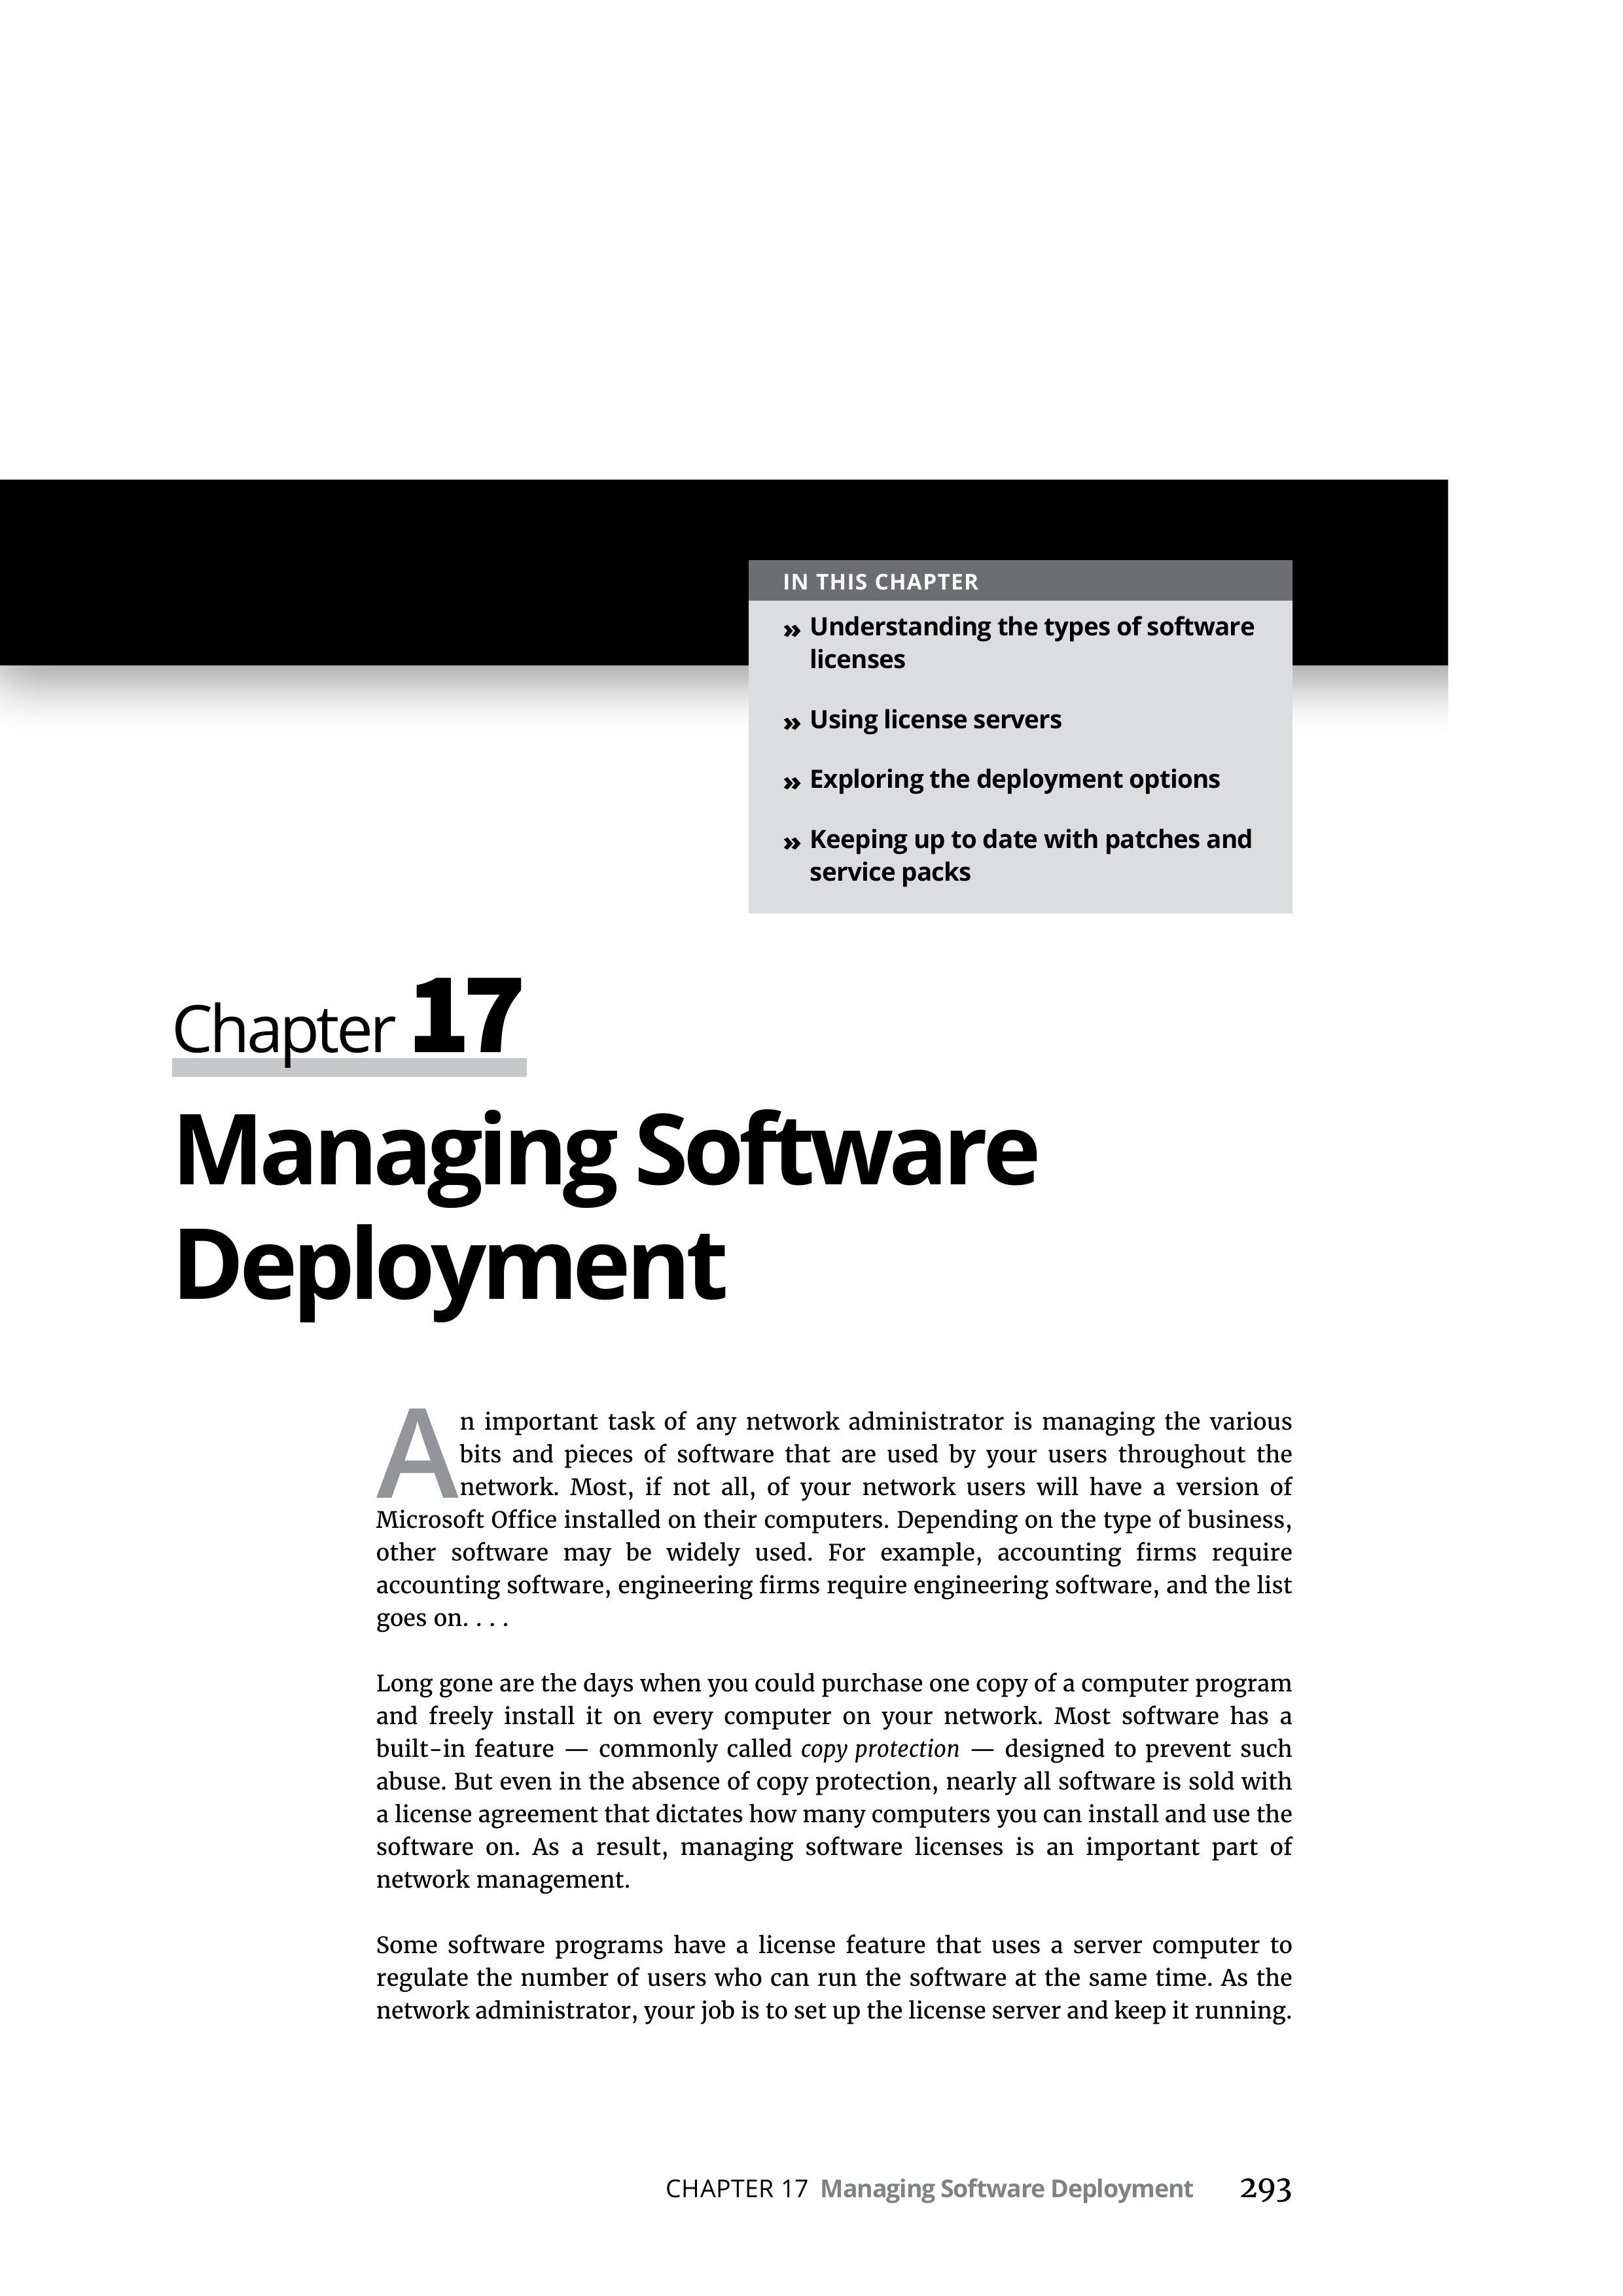 IN THIS CHAPTER
» Understanding the types of software
licenses
» Using license servers
» Exploring the deployment options
» Keeping up to date with patches and
service packs
Chapter 17
Managing Software
Deployment
An important task of any network administrator is managing the various
bits and pieces of software that are used by your users throughout the
network. Most, if not all, of your network users will have a version of
Microsoft Office installed on their computers. Depending on the type of business,
other software may be widely used. For example, accounting firms require
accounting software, engineering firms require engineering software, and the list
goes on. . . .
Long gone are the days when you could purchase one copy of a computer program
and freely install it on every computer on your network. Most software has a
built-in feature — commonly called copy protection — designed to prevent such
abuse. But even in the absence of copy protection, nearly all software is sold with
a license agreement that dictates how many computers you can install and use the
software on. As a result, managing software licenses is an important part of
network management.
Some software programs have a license feature that uses a server computer to
regulate the number of users who can run the software at the same time. As the
network administrator, your job is to set up the license server and keep it running.
CHAPTER 17 Managing Software Deployment 293